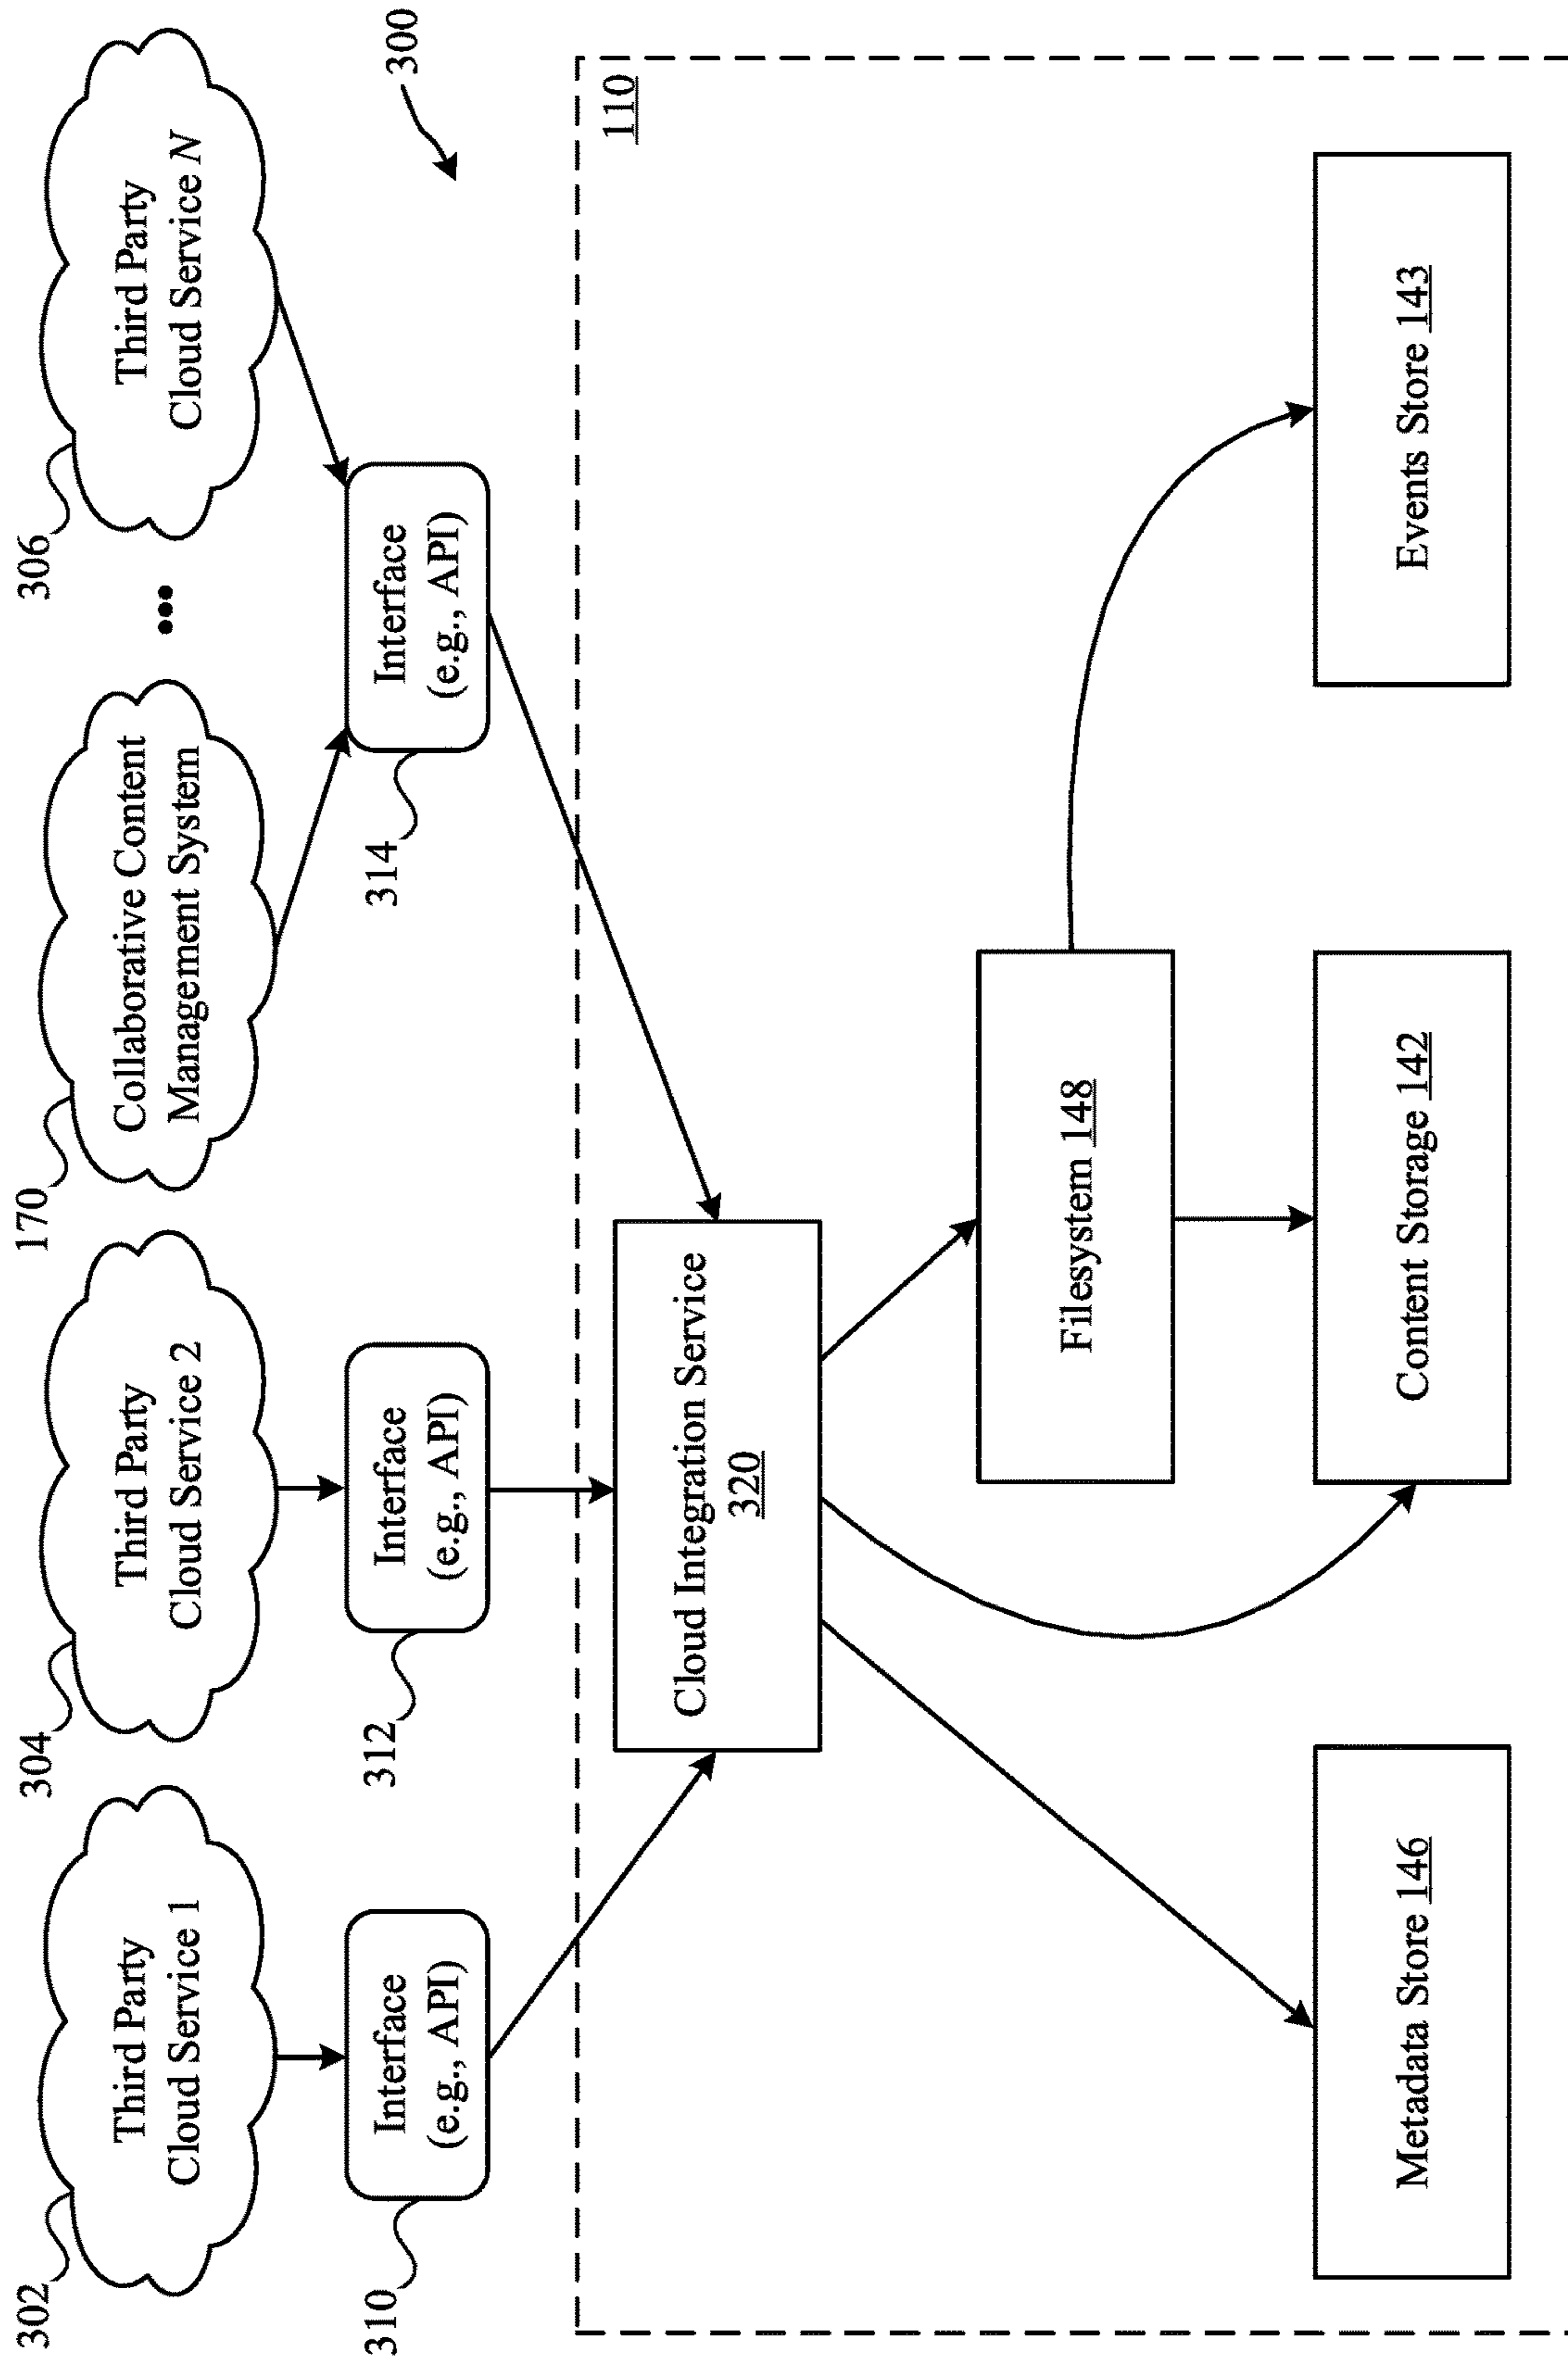 302
Third Party
Cloud Service 1
304
Third Party
Cloud Service 2
170
Collaborative Content
Management System
•••
306
Third Party
Cloud Service N
310
Interface
(e.g., API)
312
Interface
(e.g., API)
314
Interface
(e.g., API)
300
110
Cloud Integration Service
320
Filesystem 148
Metadata Store 146
Content Storage 142
Events Store 143